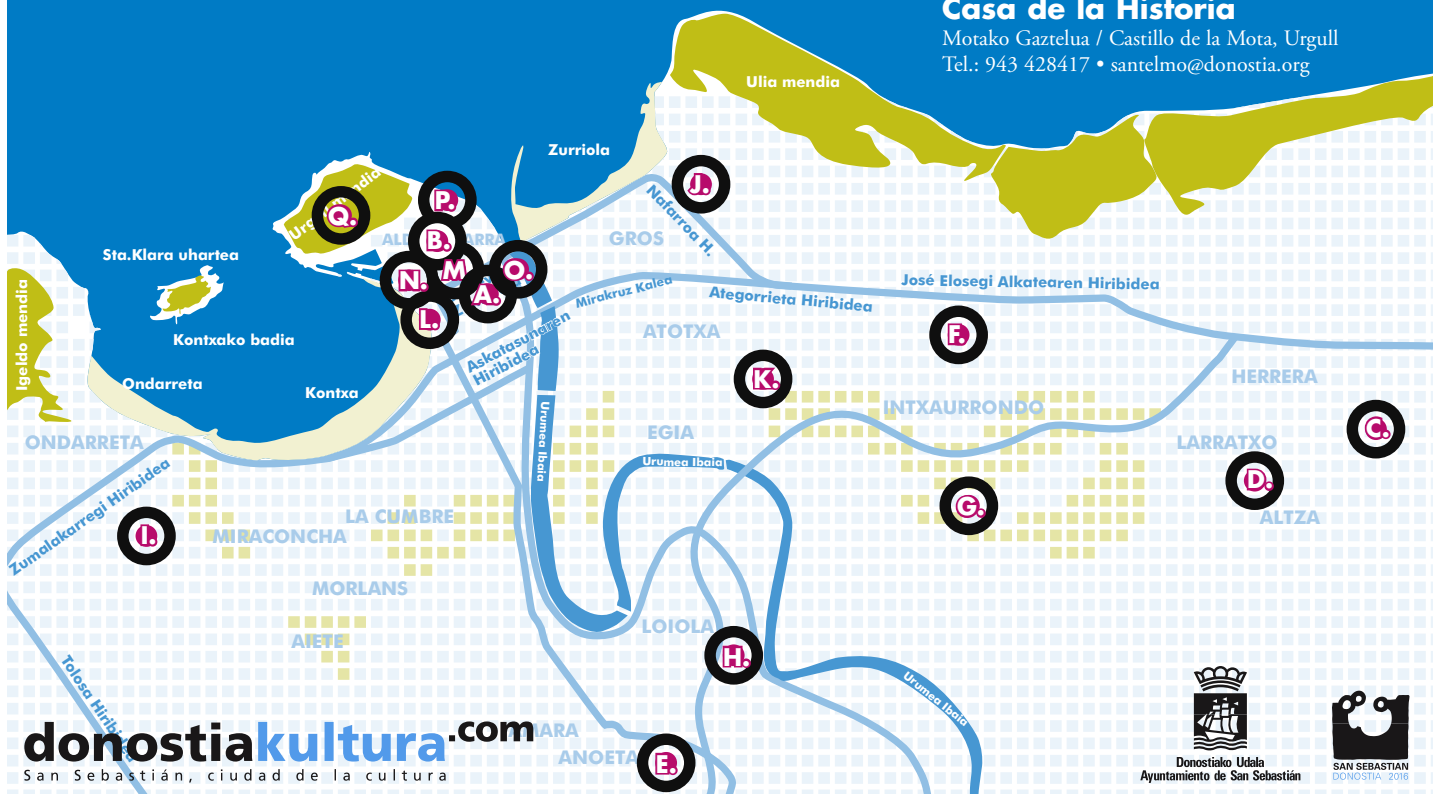 Casa de la Historia
Motako Gaztelua / Castillo de la Mota, Urgull
Tel.: 943 428417 • santelmo@donostia.org
Ulia mendia
Zurriola
J.
Nafarroa H.
GROS
Q.
P.
B.
M
N.
A.
O.
L.
Sta.Klara uhartea
Igeldo mendia
Kontxako badia
Ondarreta
Kontxa
Mirakruz Kalea
Ategorrieta Hiribidea
José Elosegi Alkatearen Hiribidea
Askatasunaren
Hiribidea
ATOTXA
F.
K.
HERRERA
INTXAURRONDO
C.
ONDARRETA
EGIA
LARRATXO
Urumea Ibaia
Urumea Ibaia
D.
G.
ALTZA
Zumalakarregi Hiribidea
LA CUMBRE
I.
MIRACONCHA
MORLANS
LOIOLA
AIETE
H.
Tolosa Hiribidea
Urumea Ibaia
ANOETA
E.
donostiakultura.com
San Sebastián, ciudad de la cultura
Donostiako Udala
Ayuntamiento de San Sebastián
SAN SEBASTIAN
DONOSTIA 2016